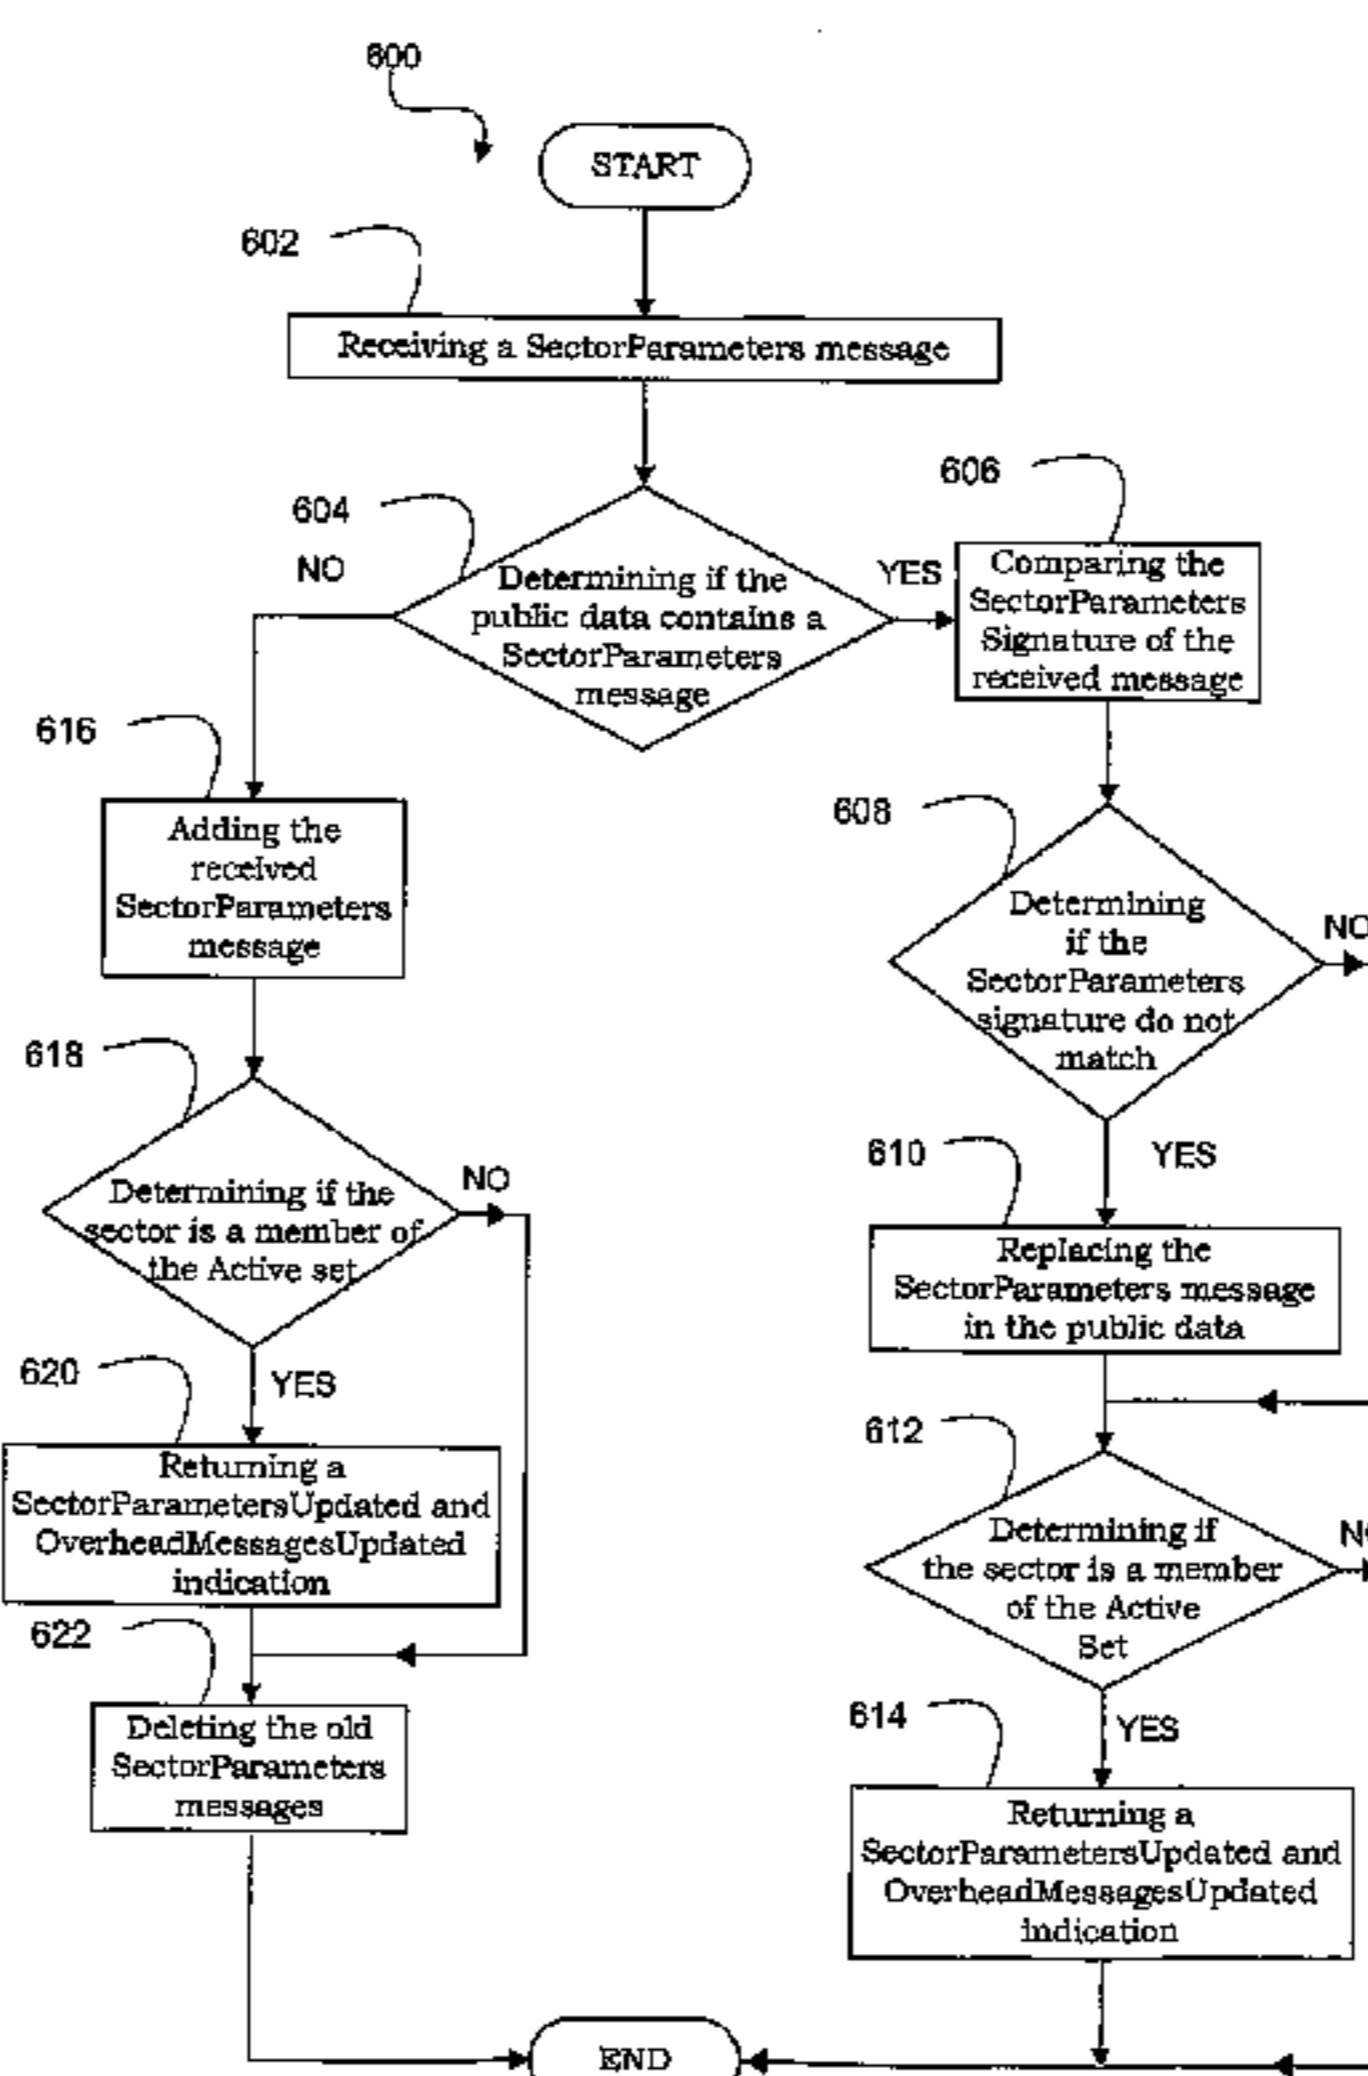 600
START
602
Receiving a SectorParameters message
604
NO
Determining if the
public data contains a
SectorParameters
message
YES
606
Comparing the
SectorParameters
Signature of the
received message
616
Adding the
received
SectorParameters
message
608
Determining
if the
SectorParameters
signature do not
match
NO
YES
618
Determining if the
sector is a member of
the Active set
NO
YES
610
Replacing the
SectorParameters message
in the public data
620
Returning a
SectorParametersUpdated and
OverheadMessagesUpdated
indication
612
Determining if
the sector is a member
of the Active
Set
NO
YES
622
Deleting the old
SectorParameters
messages
614
Returning a
SectorParametersUpdated and
OverheadMessagesUpdated
indication
END